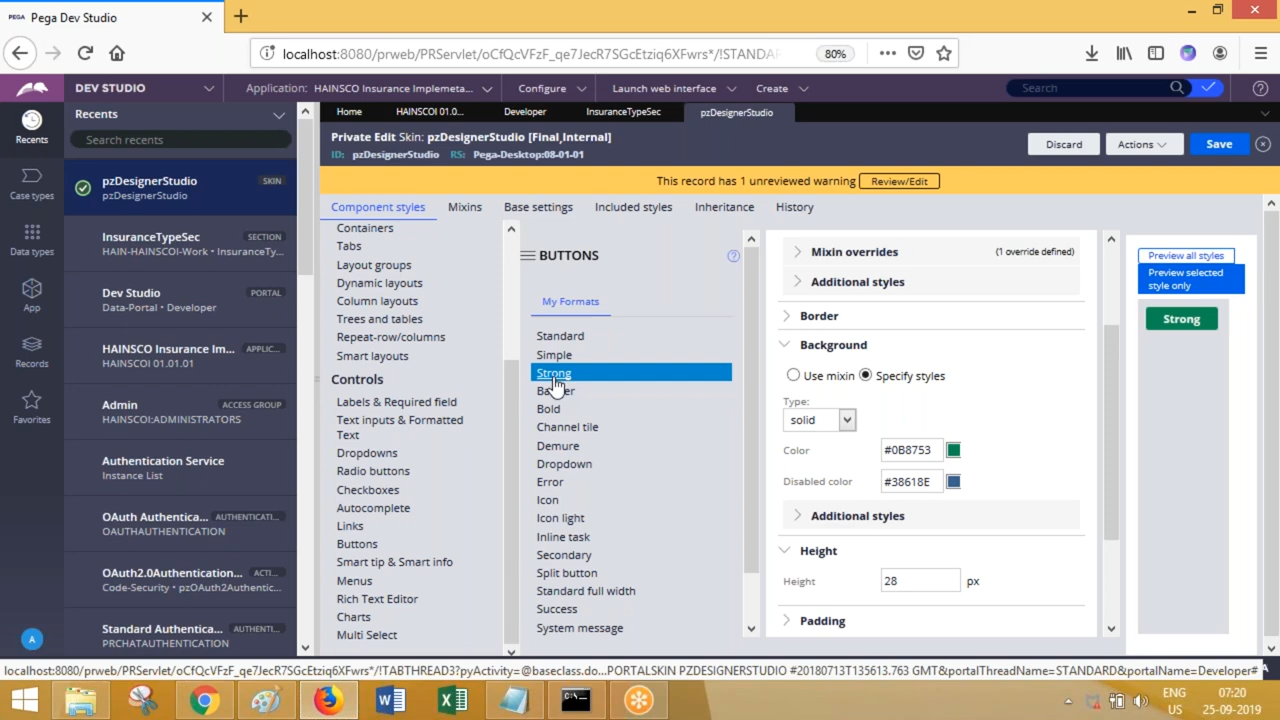 PEGA Pega Dev Studio
localhost:8080/prweb/PRServlet/oCfQcVFzF_qe7JecR7SGcEtziq6XFwrs*/!STANDAR
80%
DEV STUDIO
Application: HAINSCO Insurance Implemeta...
Configure
Launch web interface
Create
Search
Recents
Case types
Data types
App
Records
Favorites
A
Recents
Search recents
pzDesignerStudio SKIN
pzDesignerStudio
InsuranceTypeSec SECTION
HAIN-HAINSCOI-Work • InsuranceTy...
Dev Studio PORTAL
Data-Portal • Developer
HAINSCO Insurance Im... APPLIC...
HAINSCOI 01.01.01
Admin ACCESS GROUP
HAINSCOI:ADMINISTRATORS
Authentication Service
Instance List
OAuth Authentica... AUTHENTICATI...
OAUTHAUTHENTICATION
OAuth2.0Authentication... ACTI...
Code-Security • pzOAuth2Authentic...
Standard Authentica... AUTHENTI...
PRCHATAUTHENTICATION
Home
HAINSCOI 01.0...
Developer
InsuranceTypeSec
pzDesignerStudio
Private Edit Skin: pzDesignerStudio [Final,Internal]
ID: pzDesignerStudio RS: Pega-Desktop:08-01-01
Discard
Actions
Save
This record has 1 unreviewed warning Review/Edit
Component styles
Mixins
Base settings
Included styles
Inheritance
History
Containers
Tabs
Layout groups
Dynamic layouts
Column layouts
Trees and tables
Repeat-row/columns
Smart layouts
Controls
Labels & Required field
Text inputs & Formatted
Text
Dropdowns
Radio buttons
Checkboxes
Autocomplete
Links
Buttons
Smart tip & Smart info
Menus
Rich Text Editor
Charts
Multi Select
BUTTONS
My Formats
Standard
Simple
Strong
Bold
Channel tile
Demure
Dropdown
Error
Icon
Icon light
Inline task
Secondary
Split button
Standard full width
Success
System message
Mixin overrides (1 override defined)
Additional styles
Border
Background
Use mixin Specify styles
Type:
solid
Color #0B8753
Disabled color #38618E
Additional styles
Height
Height 28 px
Padding
Preview all styles
Preview selected
style only
Strong
localhost:8080/prweb/PRServlet/oCfQcVFzF_qe7JecR7SGcEtziq6XFwrs*/!TABTHREAD3?pyActivity=@baseclass.do...PORTALSKIN PZDESIGNERSTUDIO #20180713T135613.763 GMT&portalThreadName=STANDARD&portalName=Developer#
ENG
US
07:20
25-09-2019